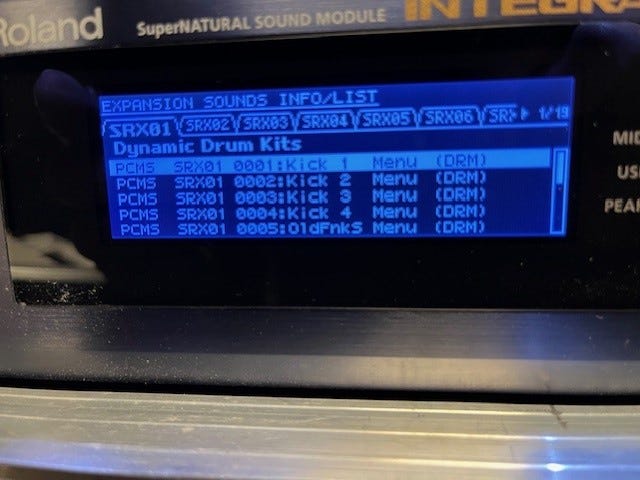 Roland SuperNATURAL SOUND MODULE INTEGRA
EXPANSION SOUNDS INFO/LIST
SRX01 SRX02 SRX03 SRX04 SRX05 SRX06 SRX 1/19
Dynamic Drum Kits
PCMS SRX01 0001:Kick 1 Menu (DRM)
PCMS SRX01 0002:Kick 2 Menu (DRM)
PCMS SRX01 0003:Kick 3 Menu (DRM)
PCMS SRX01 0004:Kick 4 Menu (DRM)
PCMS SRX01 0005:OldFnkS Menu (DRM)
MID
US
PEA